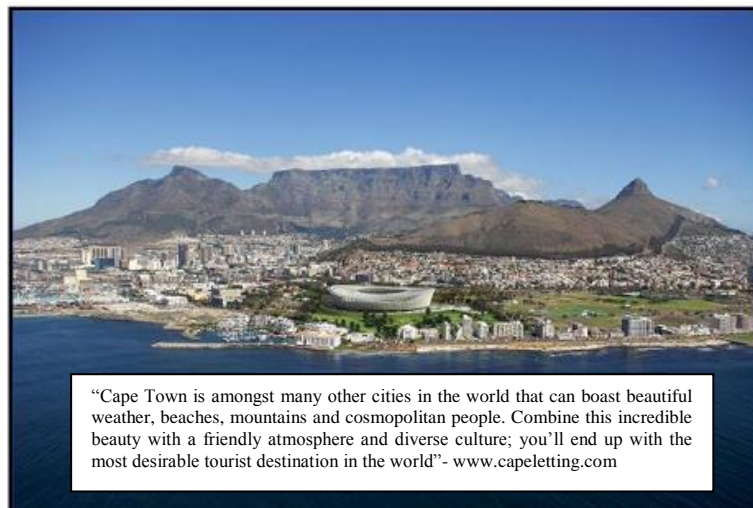 “Cape Town is amongst many other cities in the world that can boast beautiful
weather, beaches, mountains and cosmopolitan people. Combine this incredible
beauty with a friendly atmosphere and diverse culture; you’ll end up with the
most desirable tourist destination in the world”- www.capeletting.com